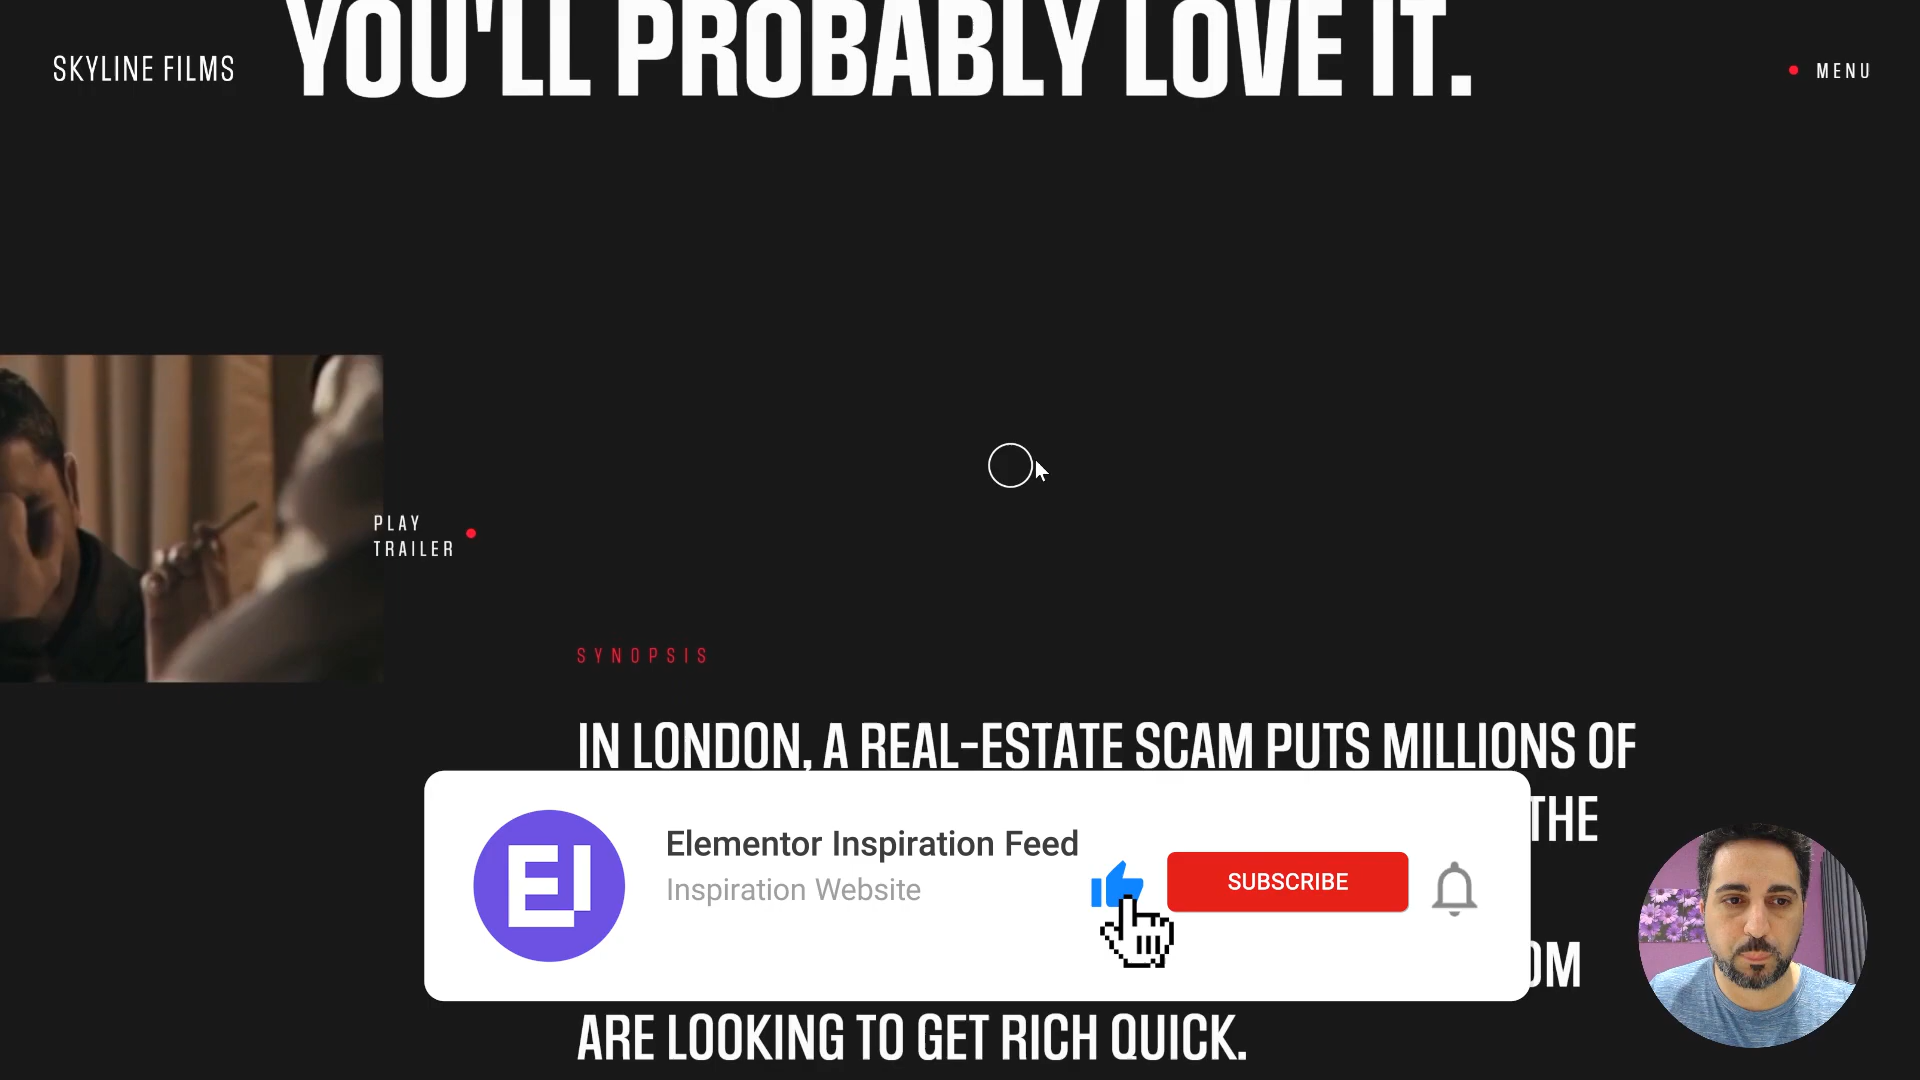 YOU'LL PROBABLY LOVE IT.
SKYLINE FILMS
MENU
PLAY
TRAILER
SYNOPSIS
IN LONDON, A REAL-ESTATE SCAM PUTS MILLIONS OF
THE
ARE LOOKING TO GET RICH QUICK.
EI
Elementor Inspiration Feed
Inspiration Website
SUBSCRIBE